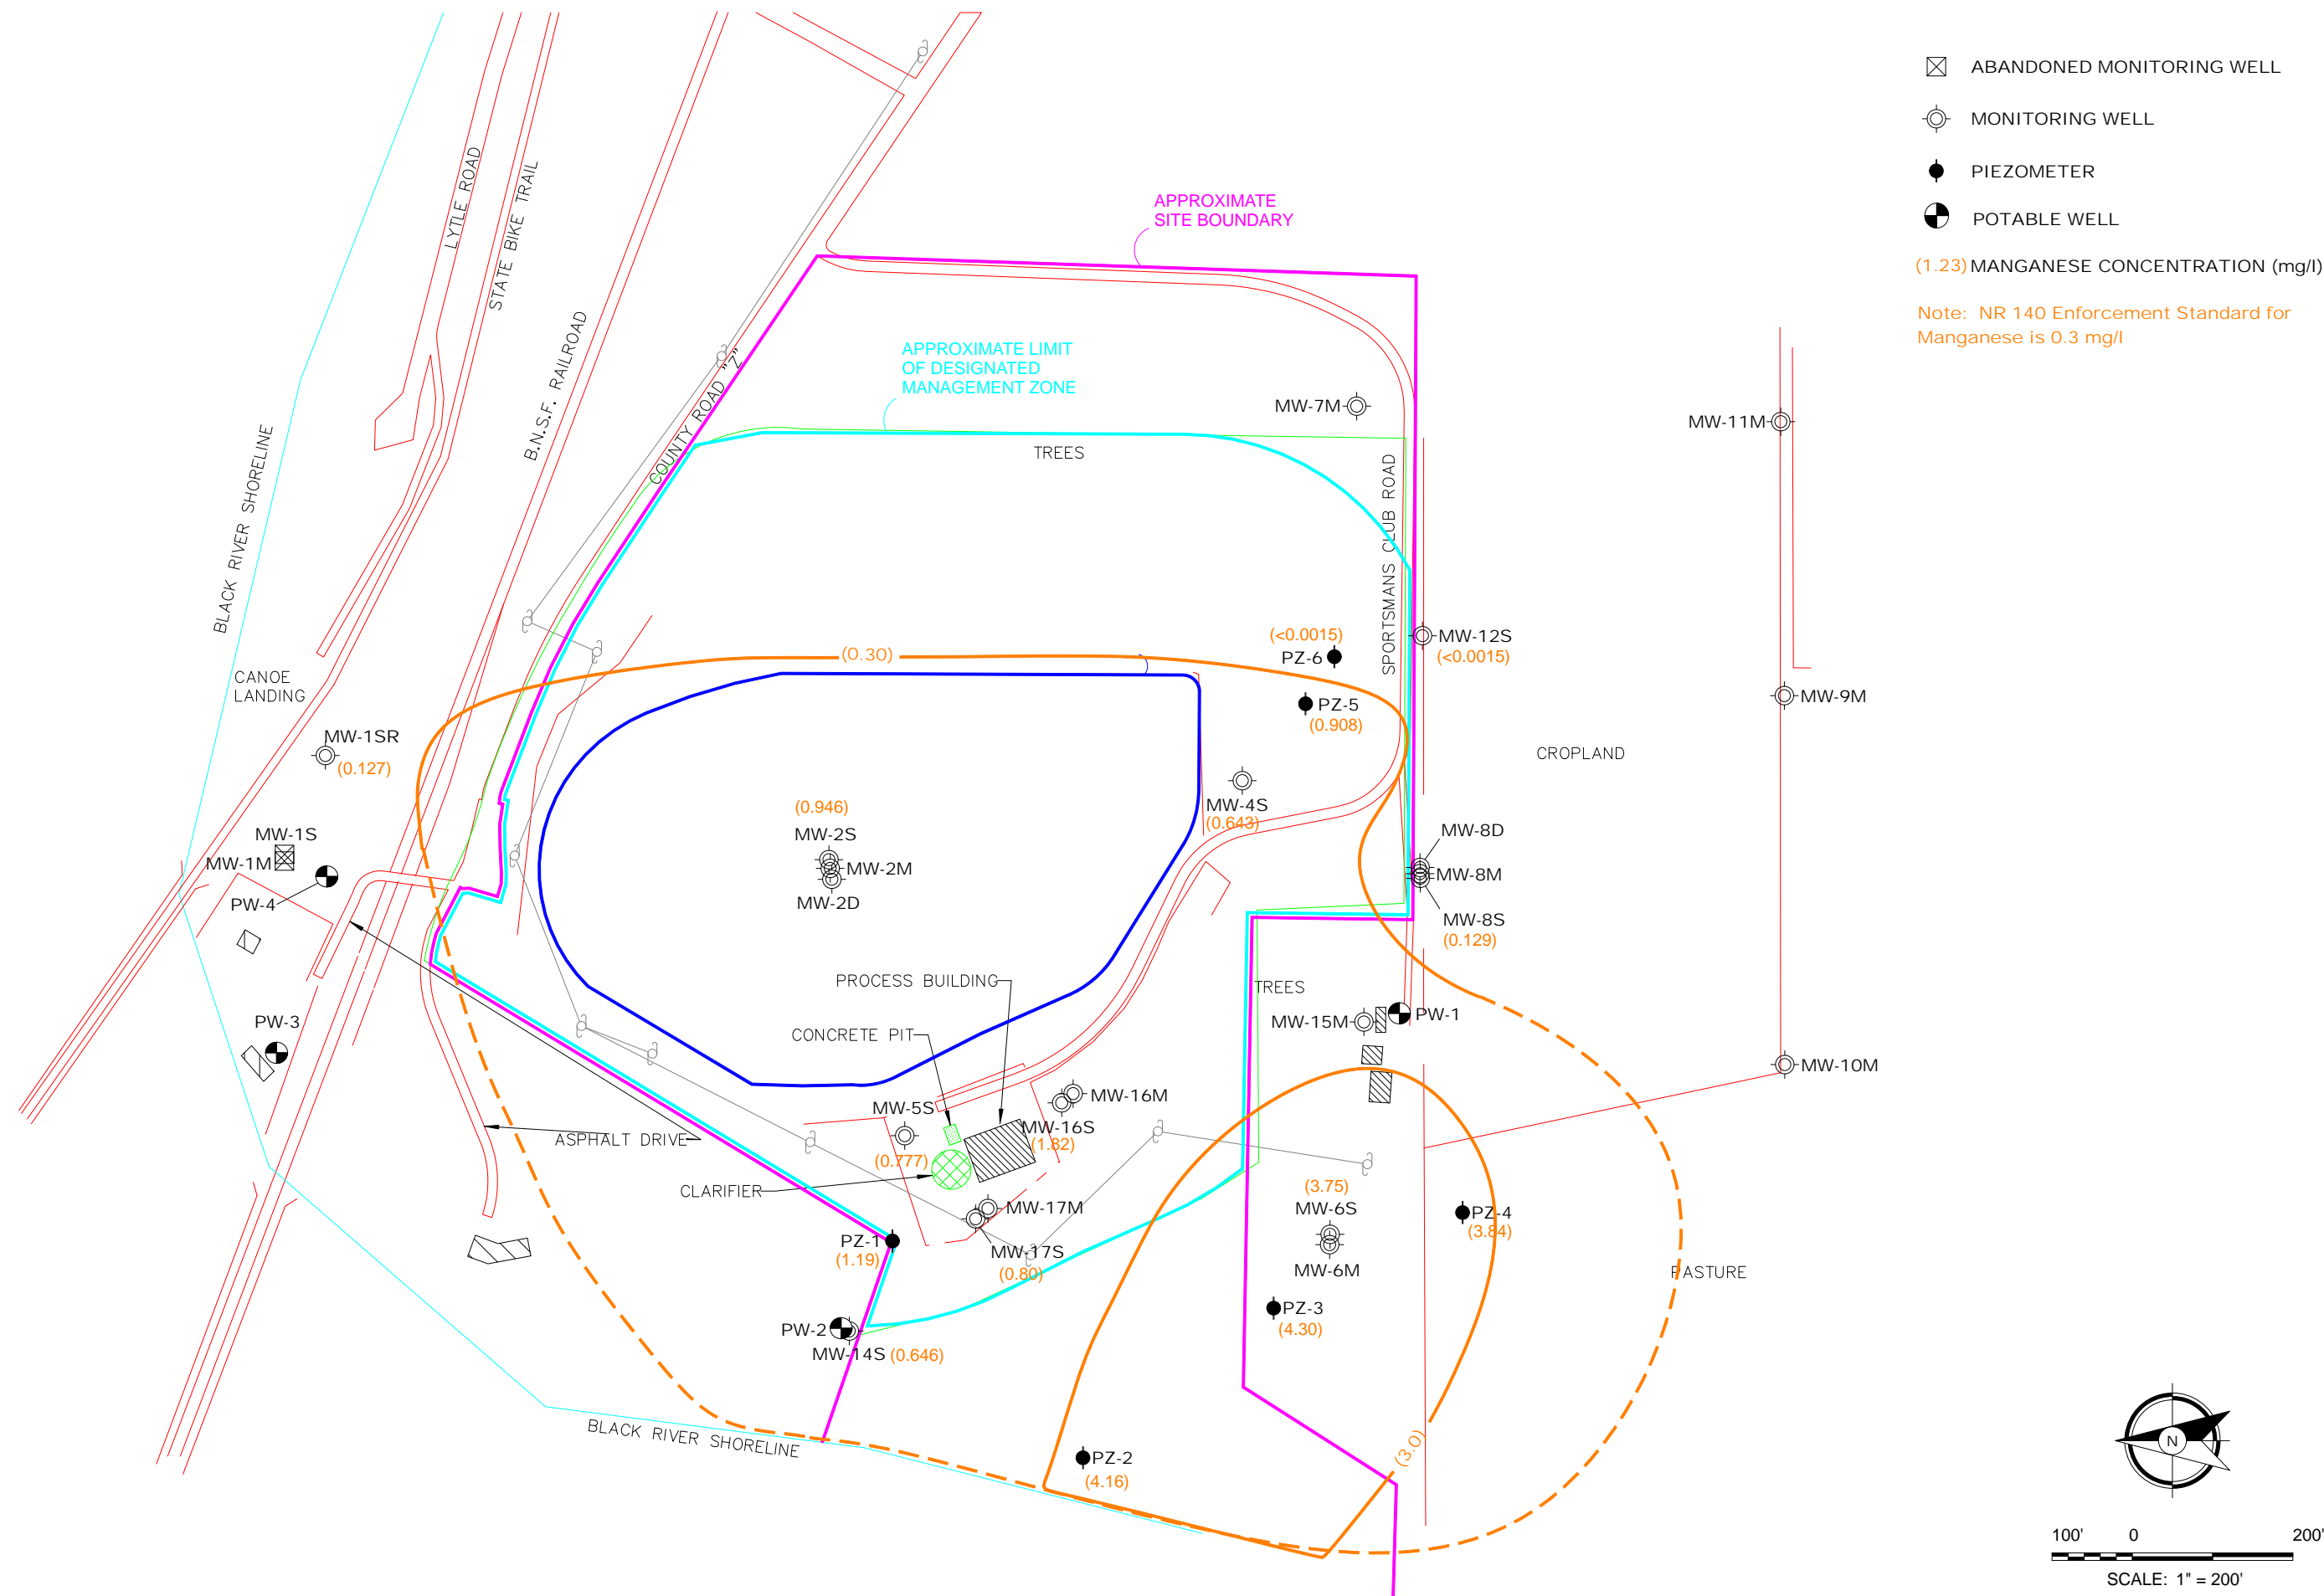 ABANDONED MONITORING WELL
MONITORING WELL
PIEZOMETER
POTABLE WELL
(1.23) MANGANESE CONCENTRATION (mg/l)
Note: NR 140 Enforcement Standard for
Manganese is 0.3 mg/l
LYTLE ROAD
STATE BIKE TRAIL
B.N.S.F. RAILROAD
COUNTY ROAD "Z"
BLACK RIVER SHORELINE
APPROXIMATE
SITE BOUNDARY
APPROXIMATE LIMIT
OF DESIGNATED
MANAGEMENT ZONE
TREES
MW-7M
SPORTSMANS CLUB ROAD
MW-11M
(<0.0015)
PZ-6
MW-12S
(<0.0015)
(0.30)
CANOE
LANDING
MW-9M
PZ-5
(0.908)
MW-1SR
(0.127)
CROPLAND
MW-4S
(0.643)
(0.946)
MW-2S
MW-2M
MW-2D
MW-1S
MW-1M
PW-4
MW-8D
MW-8M
MW-8S
(0.129)
PROCESS BUILDING
TREES
PW-3
CONCRETE PIT
MW-15M
PW-1
MW-10M
MW-5S
(0.777)
MW-16M
MW-16S
(1.82)
ASPHALT DRIVE
CLARIFIER
MW-17M
MW-17S
(0.80)
PZ-1
(1.19)
(3.75)
MW-6S
MW-6M
PZ-4
(3.84)
PASTURE
PZ-3
(4.30)
PW-2
MW-14S (0.646)
BLACK RIVER SHORELINE
PZ-2
(4.16)
(3.0)
N
100' 0 200'
SCALE: 1" = 200'